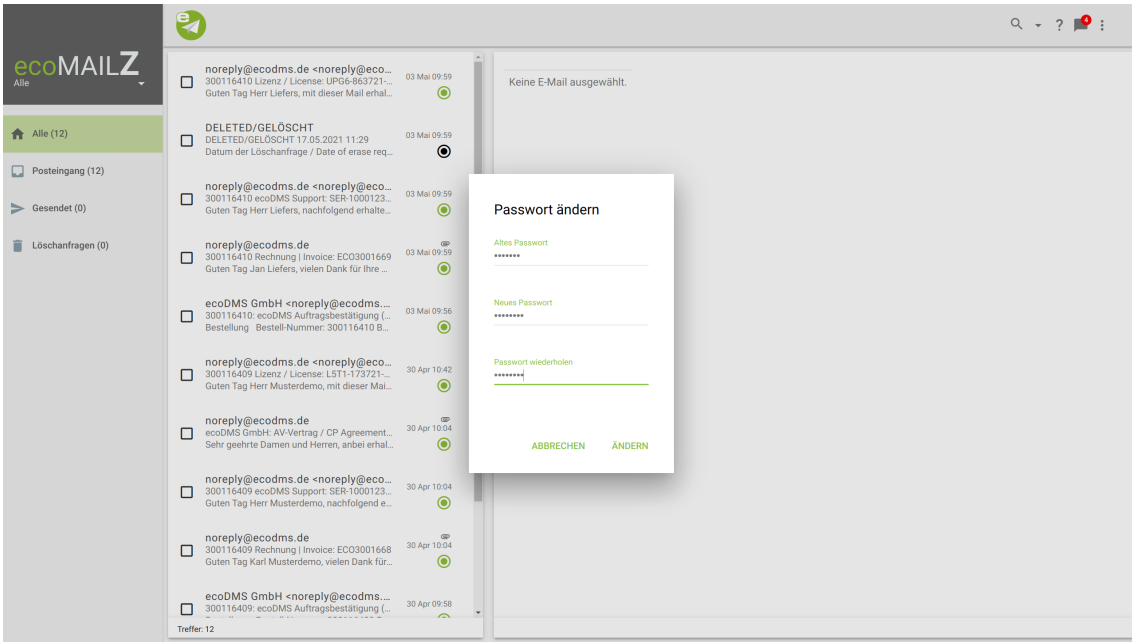 ecoMAILZ
Alle
4
Alle (12)
Posteingang (12)
Gesendet (0)
Löschanfragen (0)
noreply@ecodms.de <noreply@eco...
03 Mai 09:59
300116410 Lizenz / License: UPG6-863721-...
Guten Tag Herr Liefers, mit dieser Mail erhal...
DELETED/GELÖSCHT
03 Mai 09:59
DELETED/GELÖSCHT 17.05.2021 11:29
Datum der Löschanfrage / Date of erase req...
noreply@ecodms.de <noreply@eco...
03 Mai 09:59
300116410 ecoDMS Support: SER-1000123...
Guten Tag Herr Liefers, nachfolgend erhalte...
noreply@ecodms.de
03 Mai 09:59
300116410 Rechnung | Invoice: ECO3001669
Guten Tag Jan Liefers, vielen Dank für Ihre ...
ecoDMS GmbH <noreply@ecodms....
03 Mai 09:56
300116410: ecoDMS Auftragsbestätigung (...
Bestellung Bestell-Nummer: 300116410 B...
noreply@ecodms.de <noreply@eco...
30 Apr 10:42
300116409 Lizenz / License: L5T1-173721-...
Guten Tag Herr Musterdemo, mit dieser Mai...
noreply@ecodms.de
30 Apr 10:04
ecoDMS GmbH: AV-Vertrag / CP Agreement...
Sehr geehrte Damen und Herren, anbei erhal...
noreply@ecodms.de <noreply@eco...
30 Apr 10:04
300116409 ecoDMS Support: SER-1000123...
Guten Tag Herr Musterdemo, nachfolgend e...
noreply@ecodms.de
30 Apr 10:04
300116409 Rechnung | Invoice: ECO3001668
Guten Tag Karl Musterdemo, vielen Dank für...
ecoDMS GmbH <noreply@ecodms....
30 Apr 09:58
300116409: ecoDMS Auftragsbestätigung (...
Treffer: 12
Keine E-Mail ausgewählt.
Passwort ändern
Altes Passwort
•••••••
Neues Passwort
••••••••
Passwort wiederholen
••••••••
ABBRECHEN
ÄNDERN